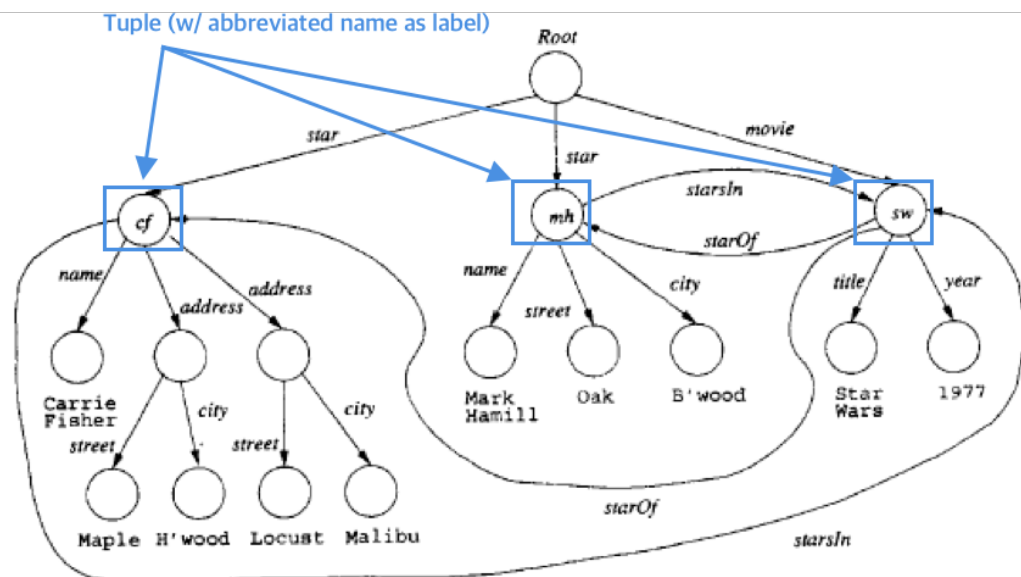 Tuple (w/ abbreviated name as label)
Root
star
star
movie
cf
mh
sw
starsIn
starOf
name
address
address
name
street
city
title
year
Carrie
Fisher
Mark
Hamill
Oak
B'wood
Star
Wars
1977
street
city
street
city
Maple
H'wood
Locust
Malibu
starOf
starsIn